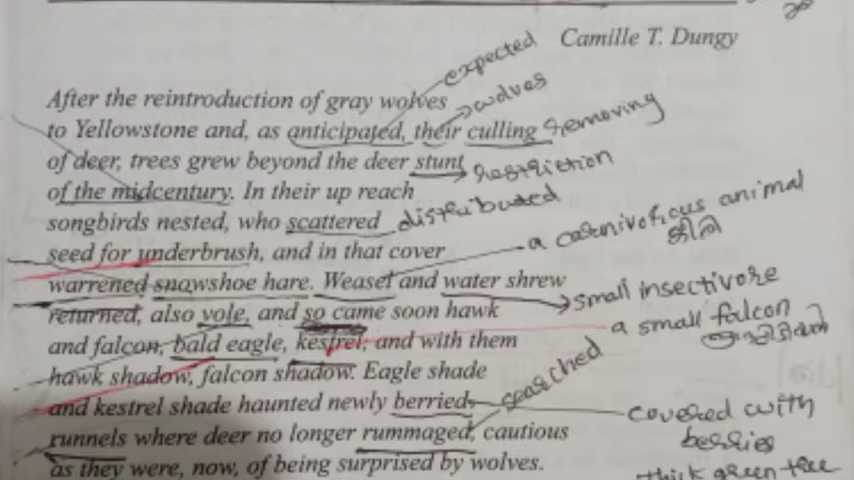 expected
Camille T. Dungy
After the reintroduction of gray wolves
wolves
to Yellowstone and, as anticipated, their culling removing
of deer, trees grew beyond the deer stunt restriction
of the midcentury. In their up reach
songbirds nested, who scattered distributed
a carnivorous animal
seed for underbrush, and in that cover
warrened snowshoe hare. Weasel and water shrew
small insectivore
returned, also vole, and so came soon hawk
a small falcon
and falcon, bald eagle, kestrel, and with them
hawk shadow, falcon shadow. Eagle shade
searched
and kestrel shade haunted newly berried
covered with
berries
runnels where deer no longer rummaged, cautious
as they were, now, of being surprised by wolves.
thick green tree